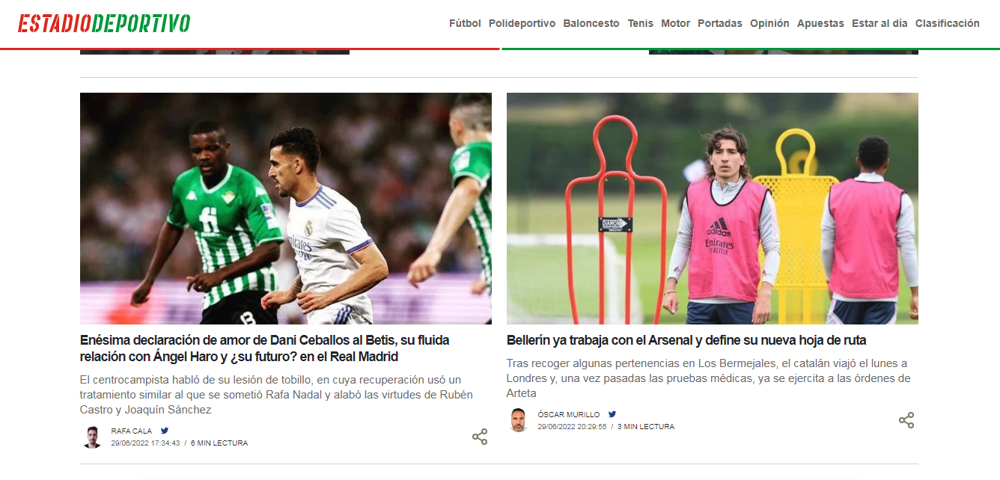 ESTADIODEPORTIVO
Fútbol Polideportivo Baloncesto Tenis Motor Portadas Opinión Apuestas Estar al día Clasificación
Emirates
adidas
Emirates
FLY BETTER
DIAMOND
Enésima declaración de amor de Dani Ceballos al Betis, su fluida
relación con Ángel Haro y ¿su futuro? en el Real Madrid
El centrocampista habló de su lesión de tobillo, en cuya recuperación usó un
tratamiento similar al que se sometió Rafa Nadal y alabó las virtudes de Rubén
Castro y Joaquín Sánchez
RAFA CALA
29/06/2022 17:34:43 / 6 MIN LECTURA
Bellerín ya trabaja con el Arsenal y define su nueva hoja de ruta
Tras recoger algunas pertenencias en Los Bermejales, el catalán viajó el lunes a
Londres y, una vez pasadas las pruebas médicas, ya se ejercita a las órdenes de
Arteta
ÓSCAR MURILLO
29/06/2022 20:29:55 / 3 MIN LECTURA